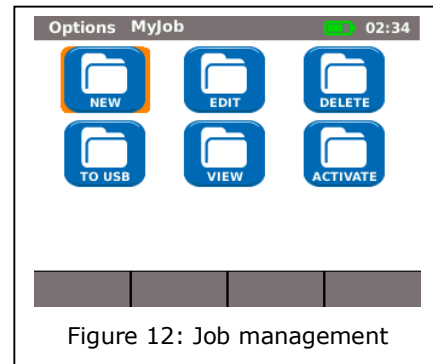 Options MyJob 02:34
NEW EDIT DELETE
TO USB VIEW ACTIVATE
Figure 12: Job management